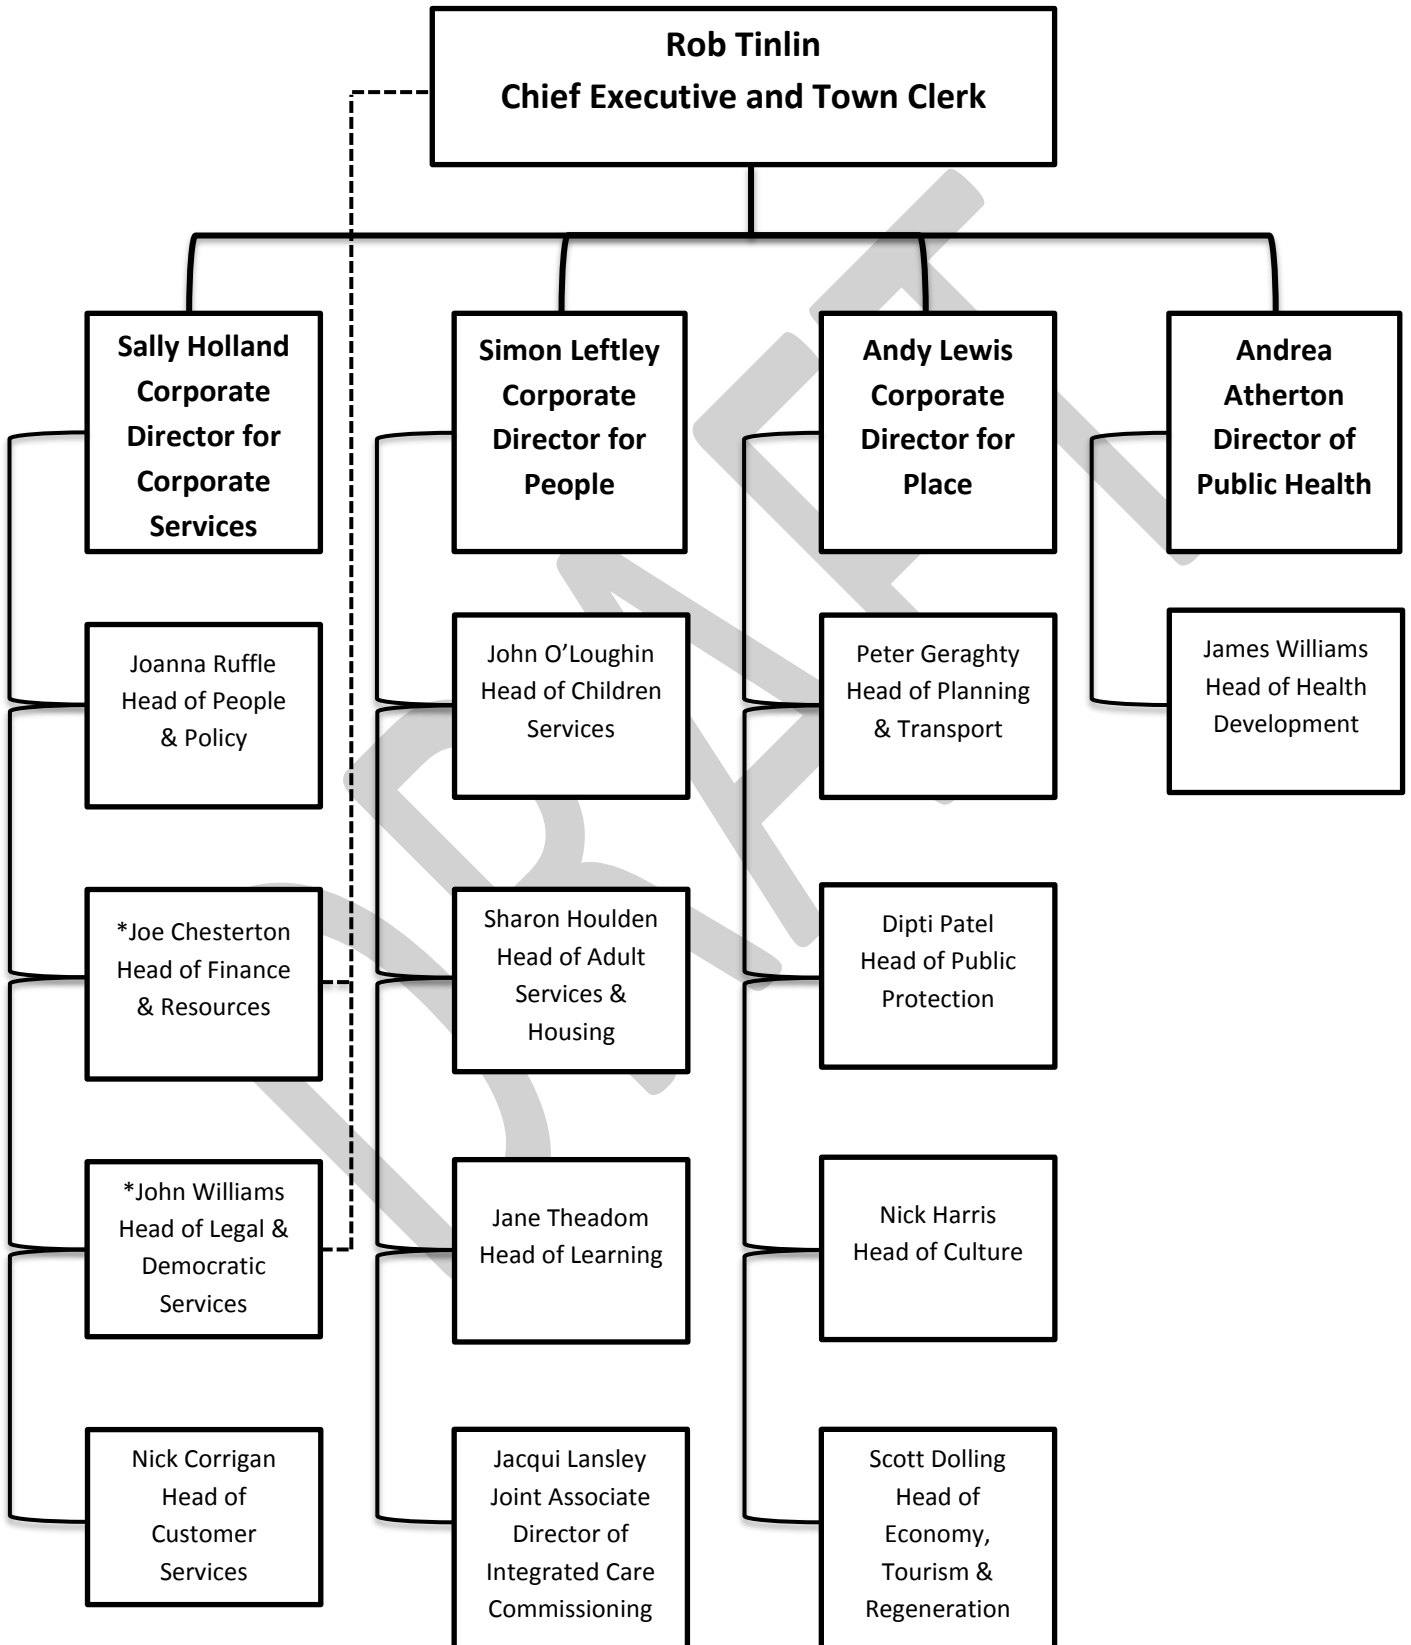 Rob Tinlin
Chief Executive and Town Clerk
Sally Holland
Corporate
Director for
Corporate
Services
Simon Leftley
Corporate
Director for
People
Andy Lewis
Corporate
Director for
Place
Andrea
Atherton
Director of
Public Health
Joanna Ruffle
Head of People
& Policy
John O’Loughin
Head of Children
Services
Peter Geraghty
Head of Planning
& Transport
James Williams
Head of Health
Development
*Joe Chesterton
Head of Finance
& Resources
Sharon Houlden
Head of Adult
Services &
Housing
Dipti Patel
Head of Public
Protection
*John Williams
Head of Legal &
Democratic
Services
Jane Theadom
Head of Learning
Nick Harris
Head of Culture
Nick Corrigan
Head of
Customer
Services
Jacqui Lansley
Joint Associate
Director of
Integrated Care
Commissioning
Scott Dolling
Head of
Economy,
Tourism &
Regeneration
DRAFT